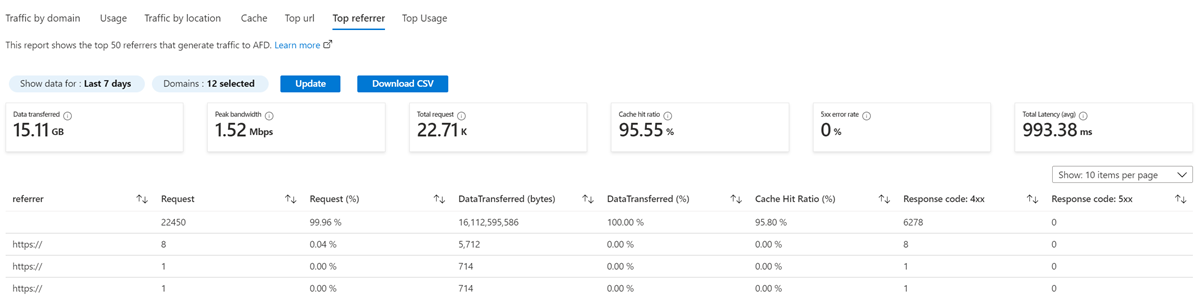 Traffic by domain Usage Traffic by location Cache Top url Top referrer Top Usage
This report shows the top 50 referrers that generate traffic to AFD. Learn more
Show data for : Last 7 days Domains : 12 selected Update Download CSV
Data transferred Peak bandwidth Total request Cache hit ratio 5xx error rate Total Latency (avg)
15.11 GB 1.52 Mbps 22.71 K 95.55 % 0 % 993.38 ms
Show: 10 items per page
referrer Request Request (%) DataTransferred (bytes) DataTransferred (%) Cache Hit Ratio (%) Response code: 4xx Response code: 5xx
22450 99.96 % 16,112,595,586 100.00 % 95.80 % 6278 0
https:// 8 0.04 % 5,712 0.00 % 0.00 % 8 0
https:// 1 0.00 % 714 0.00 % 0.00 % 1 0
https:// 1 0.00 % 714 0.00 % 0.00 % 1 0